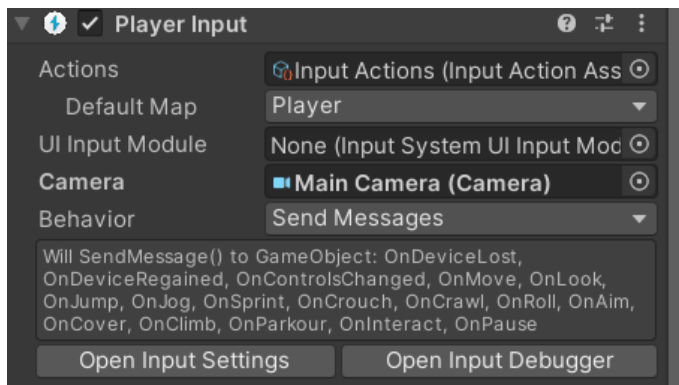 Player Input
Actions Input Actions (Input Action Ass
Default Map Player
UI Input Module None (Input System UI Input Mod
Camera Main Camera (Camera)
Behavior Send Messages
Will SendMessage() to GameObject: OnDeviceLost,
OnDeviceRegained, OnControlsChanged, OnMove, OnLook,
OnJump, OnJog, OnSprint, OnCrouch, OnCrawl, OnRoll, OnAim,
OnCover, OnClimb, OnParkour, OnInteract, OnPause
Open Input Settings Open Input Debugger